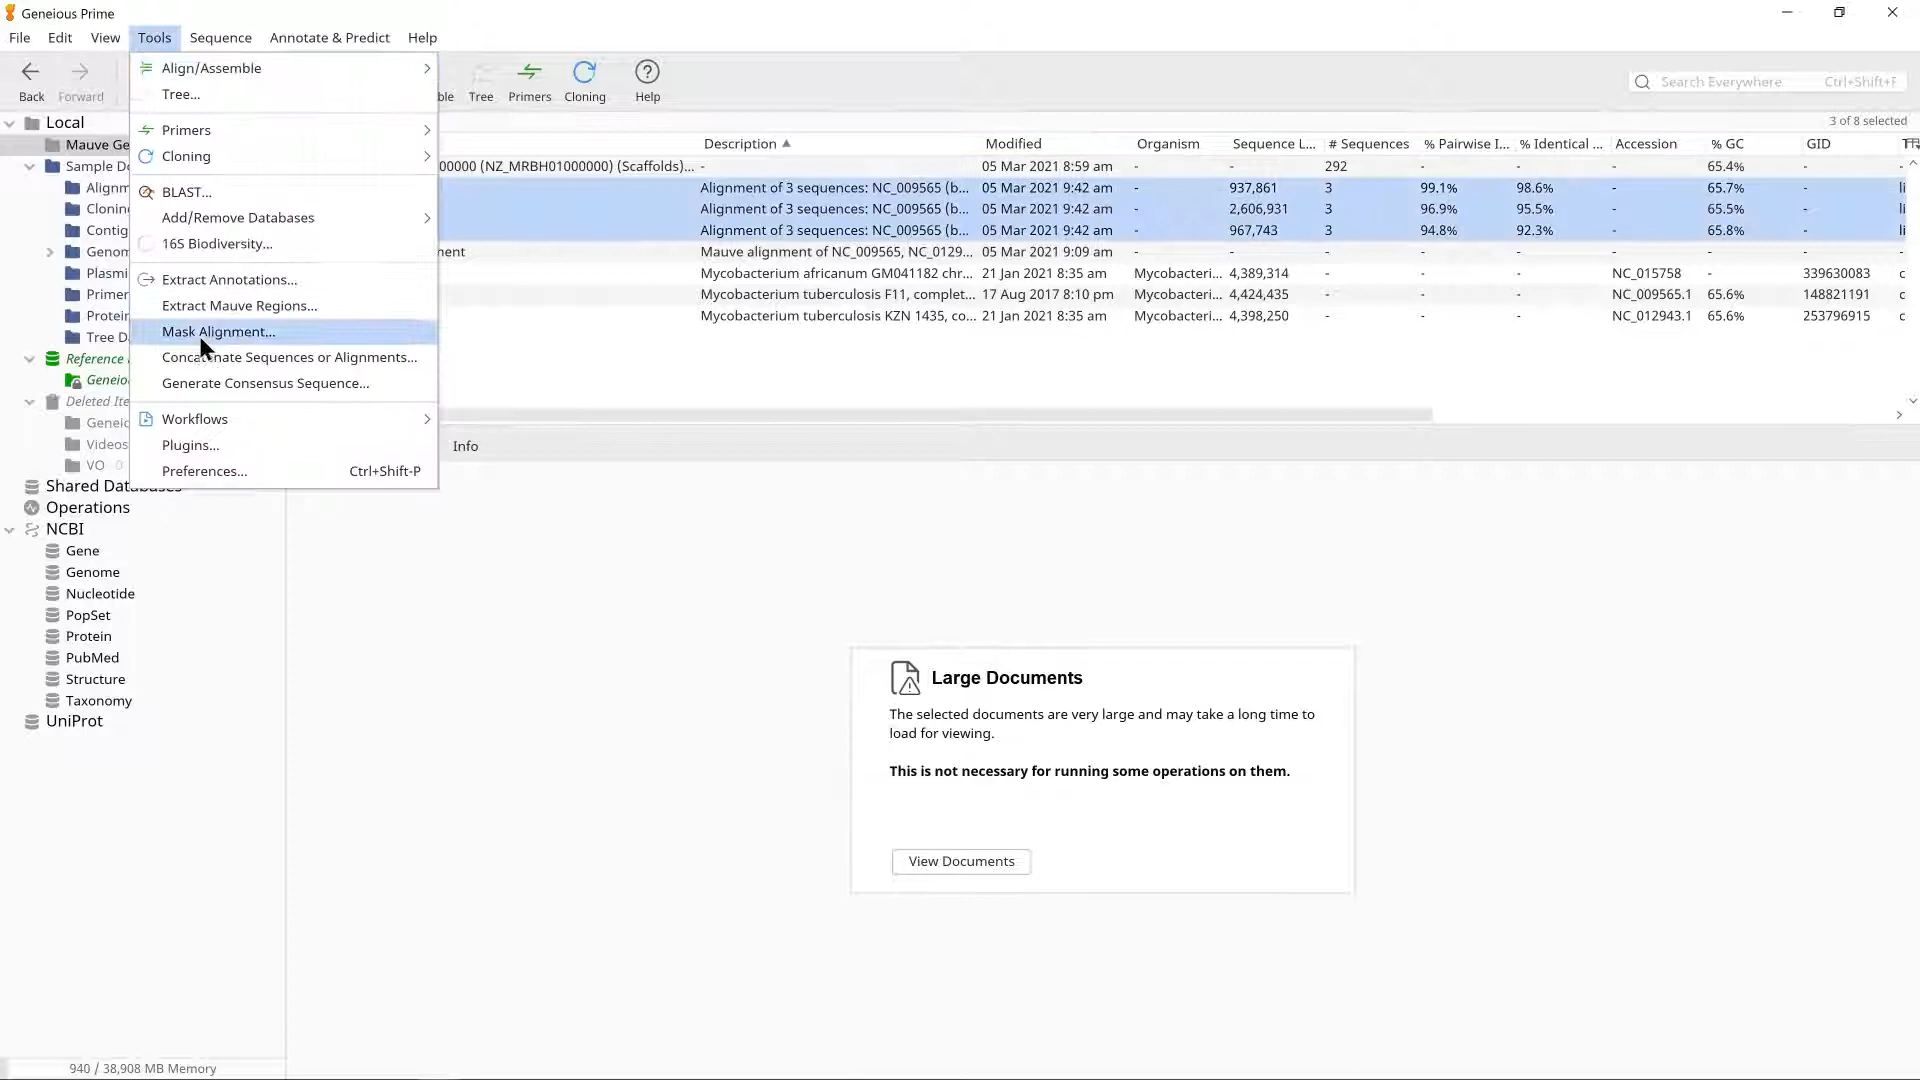 Geneious Prime
File Edit View Tools Sequence Annotate & Predict Help
Back Forward ble Tree Primers Cloning Help Search Everywhere Ctrl+Shift+F
Align/Assemble
Tree...
Primers
Cloning
BLAST...
Add/Remove Databases
16S Biodiversity...
Extract Annotations...
Extract Mauve Regions...
Mask Alignment...
Concatenate Sequences or Alignments...
Generate Consensus Sequence...
Workflows
Plugins...
Preferences... Ctrl+Shift-P
Local
Mauve Ge
Sample Do
Alignm
Cloning
Contig
Genom
Plasmi
Primer
Protein
Tree D
Reference
Geneio
Deleted Ite
Geneio
Videos
VO 0
Shared Databases
Operations
NCBI
Gene
Genome
Nucleotide
PopSet
Protein
PubMed
Structure
Taxonomy
UniProt
940 / 38,908 MB Memory
3 of 8 selected
Description Modified Organism Sequence L... # Sequences % Pairwise I... % Identical ... Accession % GC GID
00000 (NZ_MRBH01000000) (Scaffolds)... - 05 Mar 2021 8:59 am - - 292 - - - 65.4% - -
Alignment of 3 sequences: NC_009565 (b... 05 Mar 2021 9:42 am - 937,861 3 99.1% 98.6% - 65.7% - li
Alignment of 3 sequences: NC_009565 (b... 05 Mar 2021 9:42 am - 2,606,931 3 96.9% 95.5% - 65.5% - li
Alignment of 3 sequences: NC_009565 (b... 05 Mar 2021 9:42 am - 967,743 3 94.8% 92.3% - 65.8% - li
nent Mauve alignment of NC_009565, NC_0129... 05 Mar 2021 9:09 am - - - - - - - - -
Mycobacterium africanum GM041182 chr... 21 Jan 2021 8:35 am Mycobacteri... 4,389,314 - - - NC_015758 - 339630083 c
Mycobacterium tuberculosis F11, complet... 17 Aug 2017 8:10 pm Mycobacteri... 4,424,435 - - - NC_009565.1 65.6% 148821191 c
Mycobacterium tuberculosis KZN 1435, co... 21 Jan 2021 8:35 am Mycobacteri... 4,398,250 - - - NC_012943.1 65.6% 253796915 c
Info
Large Documents
The selected documents are very large and may take a long time to
load for viewing.
This is not necessary for running some operations on them.
View Documents